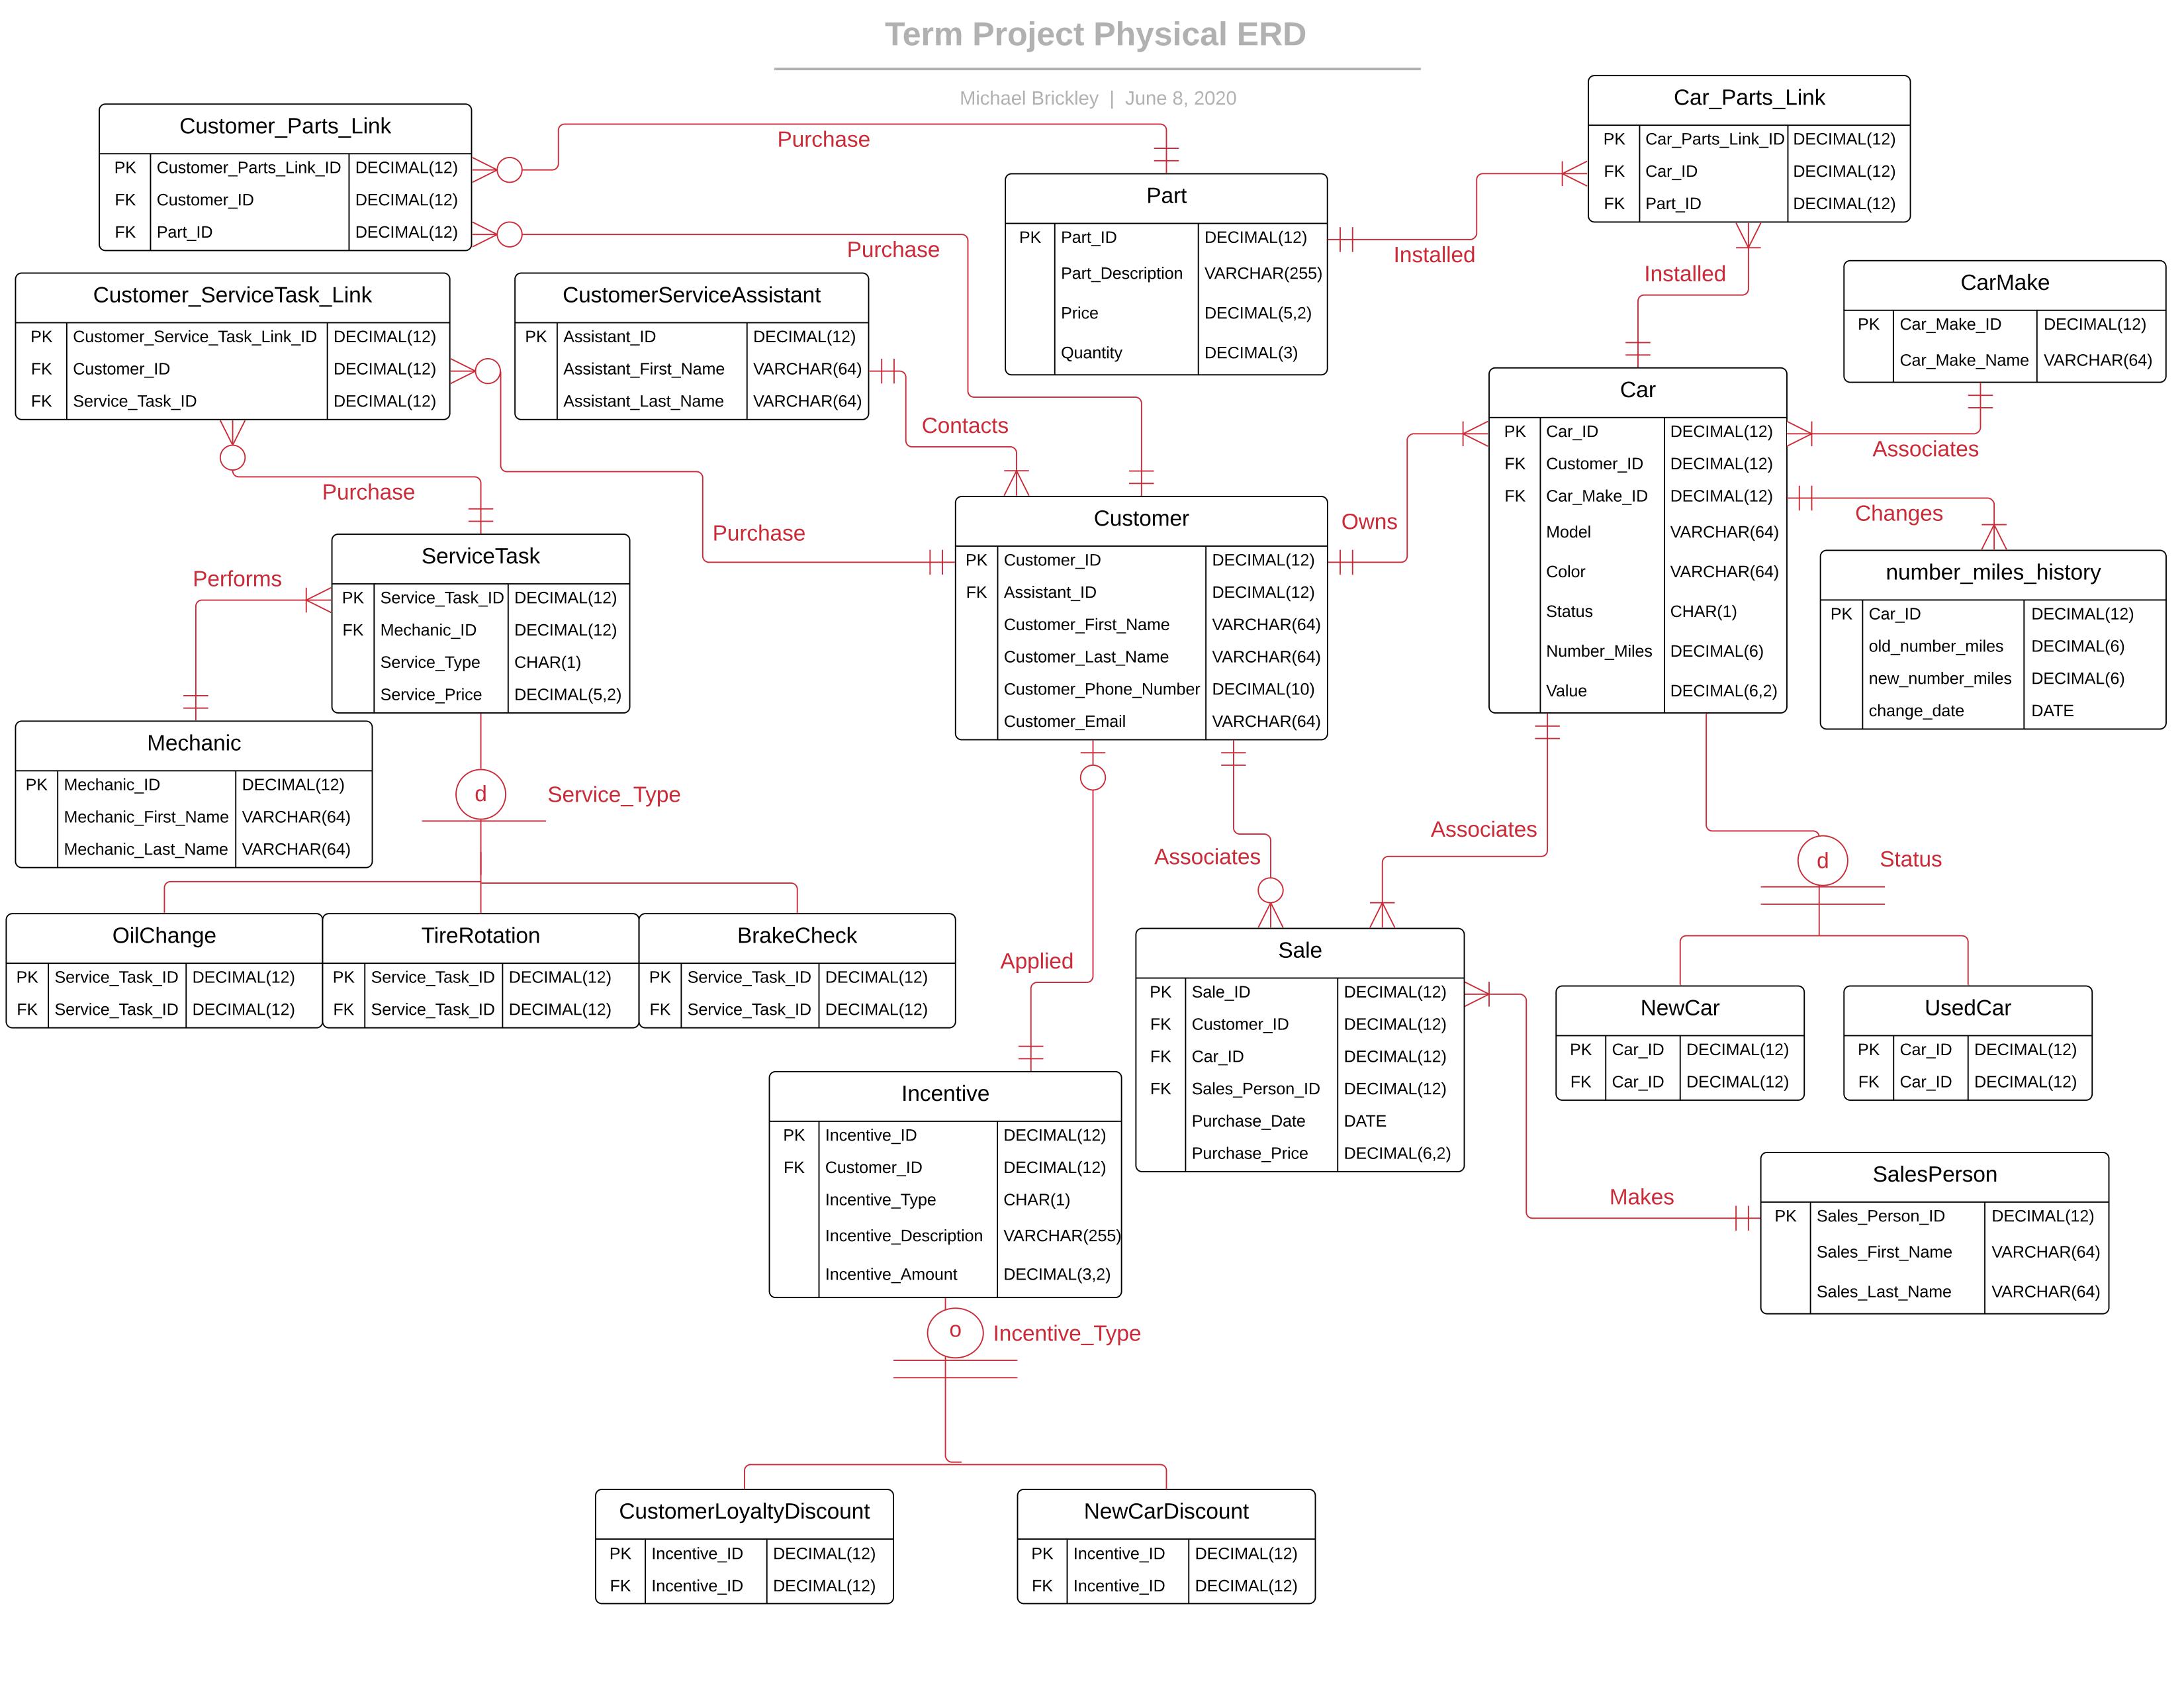 Term Project Physical ERD
Michael Brickley | June 8, 2020
Customer_Parts_Link
PK Customer_Parts_Link_ID DECIMAL(12)
FK Customer_ID DECIMAL(12)
FK Part_ID DECIMAL(12)
Purchase
Purchase
Part
PK Part_ID DECIMAL(12)
Part_Description VARCHAR(255)
Price DECIMAL(5,2)
Quantity DECIMAL(3)
Installed
Car_Parts_Link
PK Car_Parts_Link_ID DECIMAL(12)
FK Car_ID DECIMAL(12)
FK Part_ID DECIMAL(12)
Installed
CarMake
PK Car_Make_ID DECIMAL(12)
Car_Make_Name VARCHAR(64)
Associates
Customer_ServiceTask_Link
PK Customer_Service_Task_Link_ID DECIMAL(12)
FK Customer_ID DECIMAL(12)
FK Service_Task_ID DECIMAL(12)
Purchase
CustomerServiceAssistant
PK Assistant_ID DECIMAL(12)
Assistant_First_Name VARCHAR(64)
Assistant_Last_Name VARCHAR(64)
Contacts
Purchase
Car
PK Car_ID DECIMAL(12)
FK Customer_ID DECIMAL(12)
FK Car_Make_ID DECIMAL(12)
Model VARCHAR(64)
Color VARCHAR(64)
Status CHAR(1)
Number_Miles DECIMAL(6)
Value DECIMAL(6,2)
Owns
Changes
number_miles_history
PK Car_ID DECIMAL(12)
old_number_miles DECIMAL(6)
new_number_miles DECIMAL(6)
change_date DATE
Customer
PK Customer_ID DECIMAL(12)
FK Assistant_ID DECIMAL(12)
Customer_First_Name VARCHAR(64)
Customer_Last_Name VARCHAR(64)
Customer_Phone_Number DECIMAL(10)
Customer_Email VARCHAR(64)
ServiceTask
PK Service_Task_ID DECIMAL(12)
FK Mechanic_ID DECIMAL(12)
Service_Type CHAR(1)
Service_Price DECIMAL(5,2)
Performs
Mechanic
PK Mechanic_ID DECIMAL(12)
Mechanic_First_Name VARCHAR(64)
Mechanic_Last_Name VARCHAR(64)
d
Service_Type
OilChange
PK Service_Task_ID DECIMAL(12)
FK Service_Task_ID DECIMAL(12)
TireRotation
PK Service_Task_ID DECIMAL(12)
FK Service_Task_ID DECIMAL(12)
BrakeCheck
PK Service_Task_ID DECIMAL(12)
FK Service_Task_ID DECIMAL(12)
Applied
Associates
Associates
d
Status
Sale
PK Sale_ID DECIMAL(12)
FK Customer_ID DECIMAL(12)
FK Car_ID DECIMAL(12)
FK Sales_Person_ID DECIMAL(12)
Purchase_Date DATE
Purchase_Price DECIMAL(6,2)
NewCar
PK Car_ID DECIMAL(12)
FK Car_ID DECIMAL(12)
UsedCar
PK Car_ID DECIMAL(12)
FK Car_ID DECIMAL(12)
Incentive
PK Incentive_ID DECIMAL(12)
FK Customer_ID DECIMAL(12)
Incentive_Type CHAR(1)
Incentive_Description VARCHAR(255)
Incentive_Amount DECIMAL(3,2)
Makes
SalesPerson
PK Sales_Person_ID DECIMAL(12)
Sales_First_Name VARCHAR(64)
Sales_Last_Name VARCHAR(64)
o
Incentive_Type
CustomerLoyaltyDiscount
PK Incentive_ID DECIMAL(12)
FK Incentive_ID DECIMAL(12)
NewCarDiscount
PK Incentive_ID DECIMAL(12)
FK Incentive_ID DECIMAL(12)